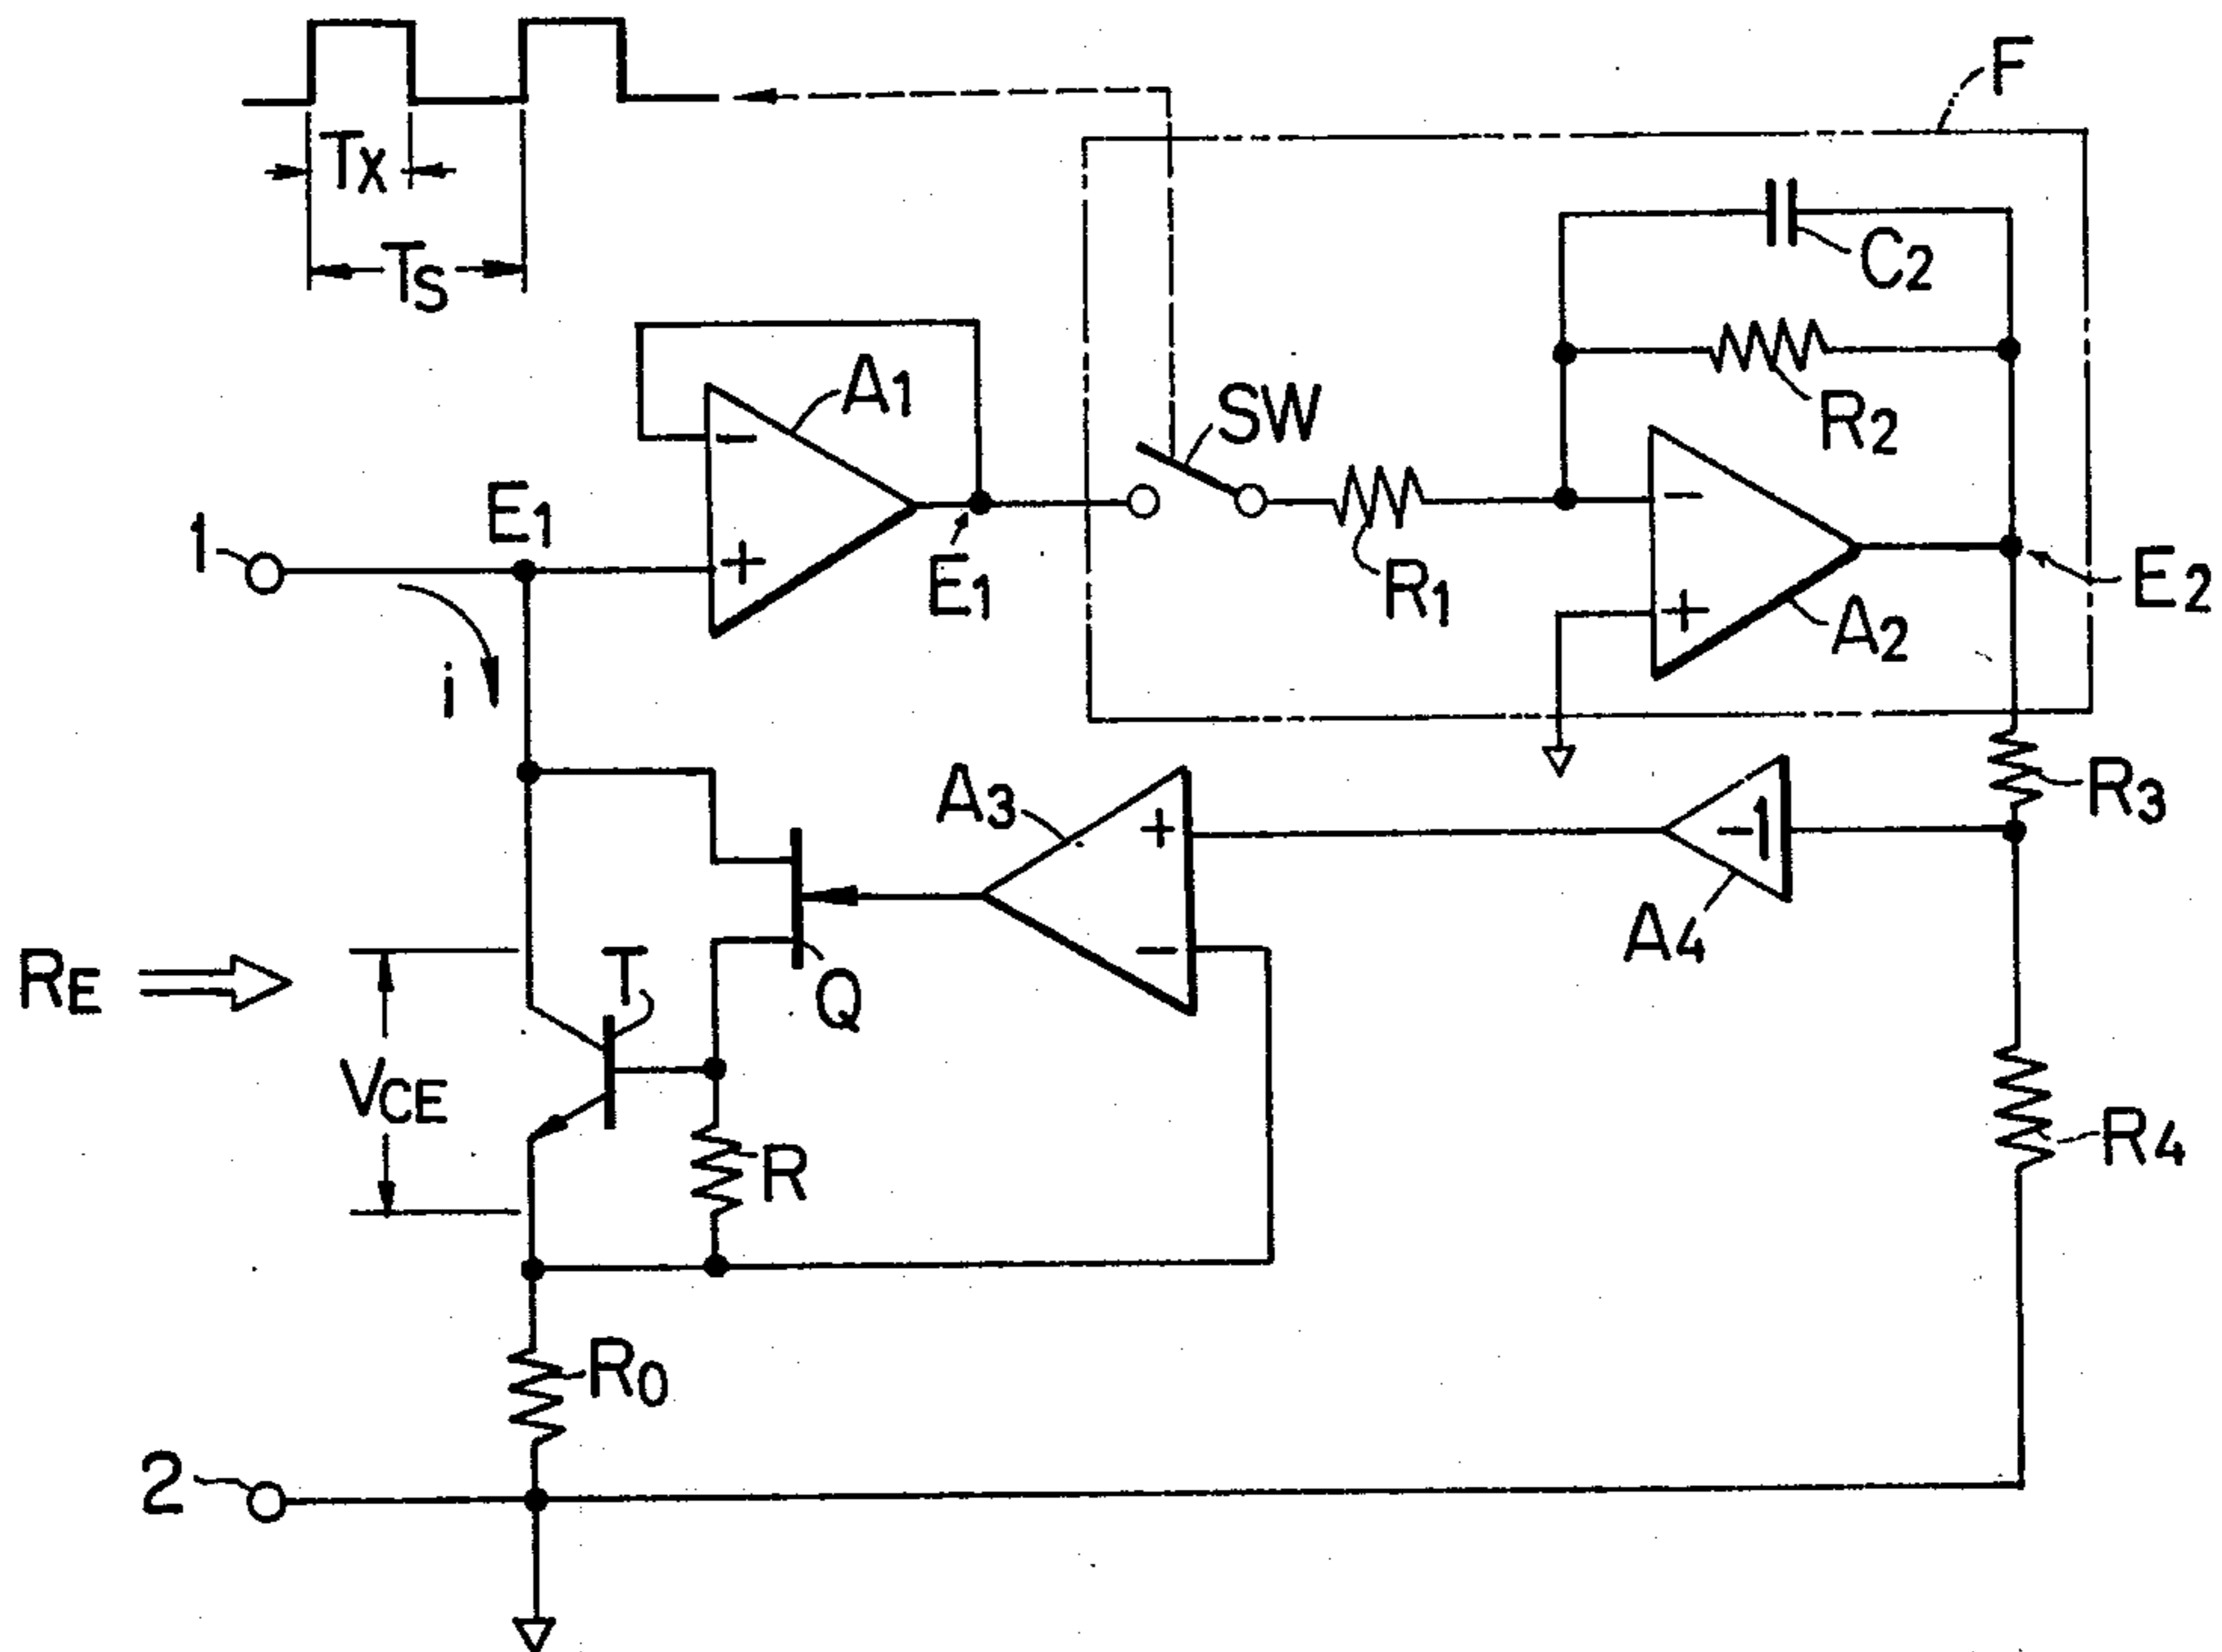 F
Tx
Ts
C2
A1
SW
R2
E1
1
E1
R1
E2
A2
i
A3
+
-1
R3
A4
RE
T
Q
VCE
R
R4
R0
2
-
+
-
+
-